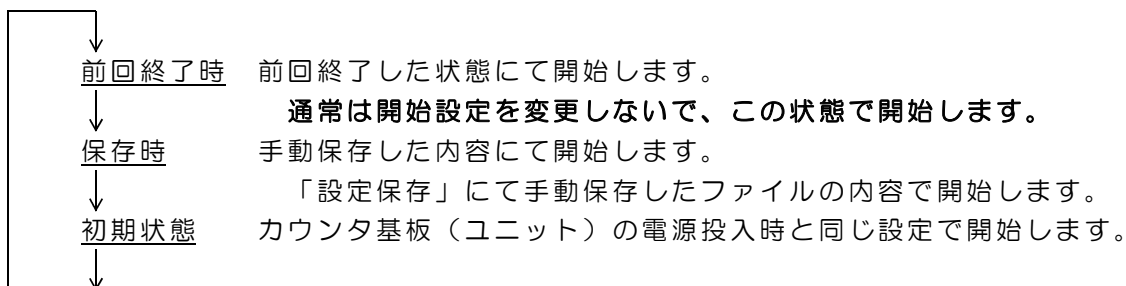 前回終了時　前回終了した状態にて開始します。
通常は開始設定を変更しないで、この状態で開始します。
保存時　手動保存した内容にて開始します。
「設定保存」にて手動保存したファイルの内容で開始します。
初期状態　カウンタ基板（ユニット）の電源投入時と同じ設定で開始します。